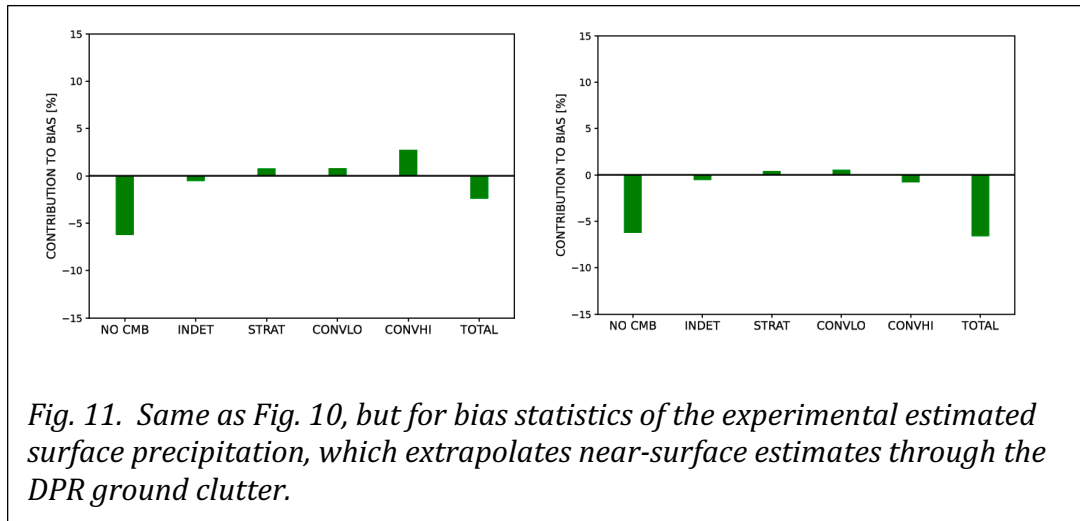 CONTRIBUTION TO BIAS [%]
15
10
5
0
−5
−10
−15
NO CMB INDET STRAT CONVLO CONVHI TOTAL
CONTRIBUTION TO BIAS [%]
15
10
5
0
−5
−10
−15
NO CMB INDET STRAT CONVLO CONVHI TOTAL
Fig. 11. Same as Fig. 10, but for bias statistics of the experimental estimated
surface precipitation, which extrapolates near-surface estimates through the
DPR ground clutter.